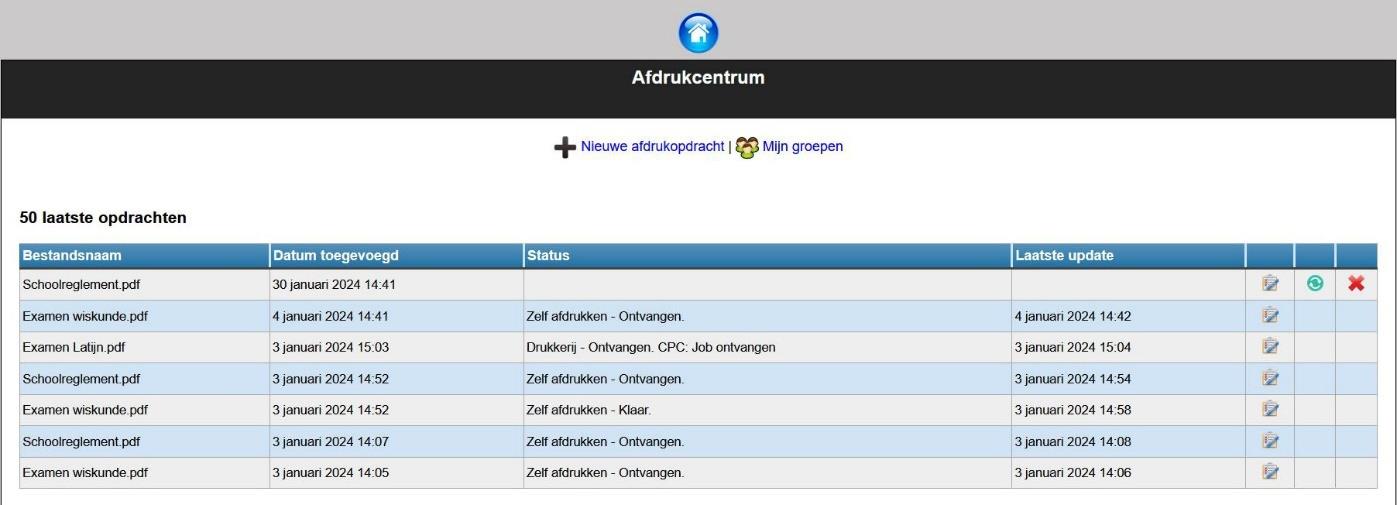 Afdrukcentrum
Nieuwe afdrukopdracht | Mijn groepen
50 laatste opdrachten
Bestandsnaam Datum toegevoegd Status Laatste update
Schoolreglement.pdf 30 januari 2024 14:41
Examen wiskunde.pdf 4 januari 2024 14:41 Zelf afdrukken - Ontvangen. 4 januari 2024 14:42
Examen Latijn.pdf 3 januari 2024 15:03 Drukkerij - Ontvangen. CPC: Job ontvangen 3 januari 2024 15:04
Schoolreglement.pdf 3 januari 2024 14:52 Zelf afdrukken - Ontvangen. 3 januari 2024 14:54
Examen wiskunde.pdf 3 januari 2024 14:52 Zelf afdrukken - Klaar. 3 januari 2024 14:58
Schoolreglement.pdf 3 januari 2024 14:07 Zelf afdrukken - Ontvangen. 3 januari 2024 14:08
Examen wiskunde.pdf 3 januari 2024 14:05 Zelf afdrukken - Ontvangen. 3 januari 2024 14:06